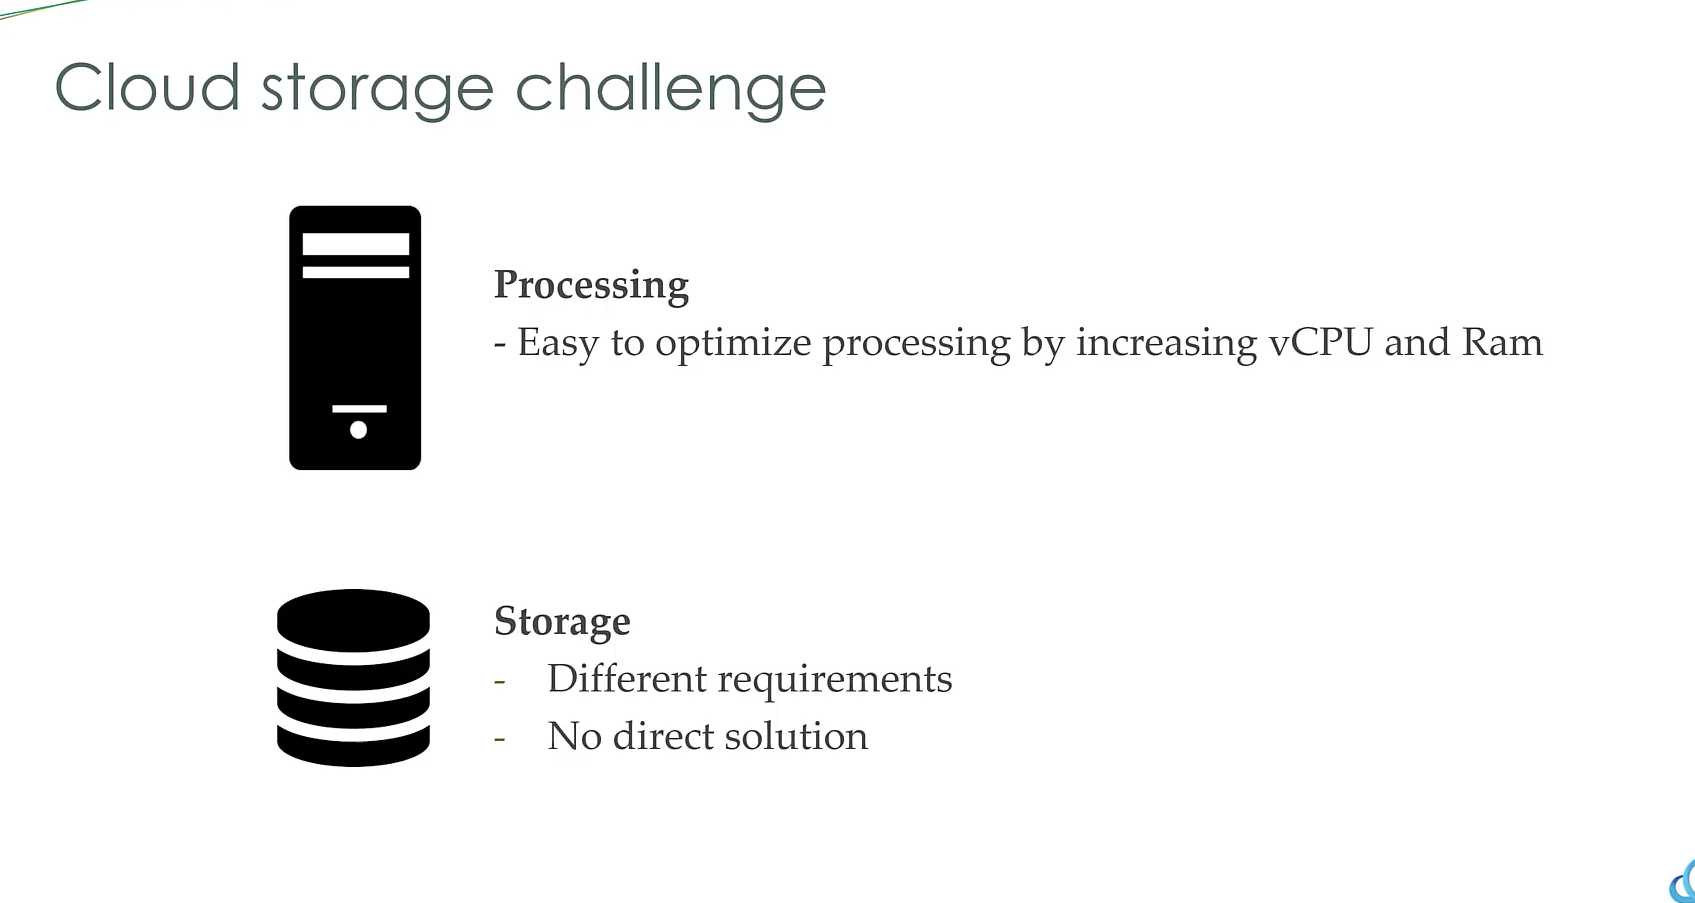 Cloud storage challenge
Processing
- Easy to optimize processing by increasing vCPU and Ram
Storage
- Different requirements
- No direct solution